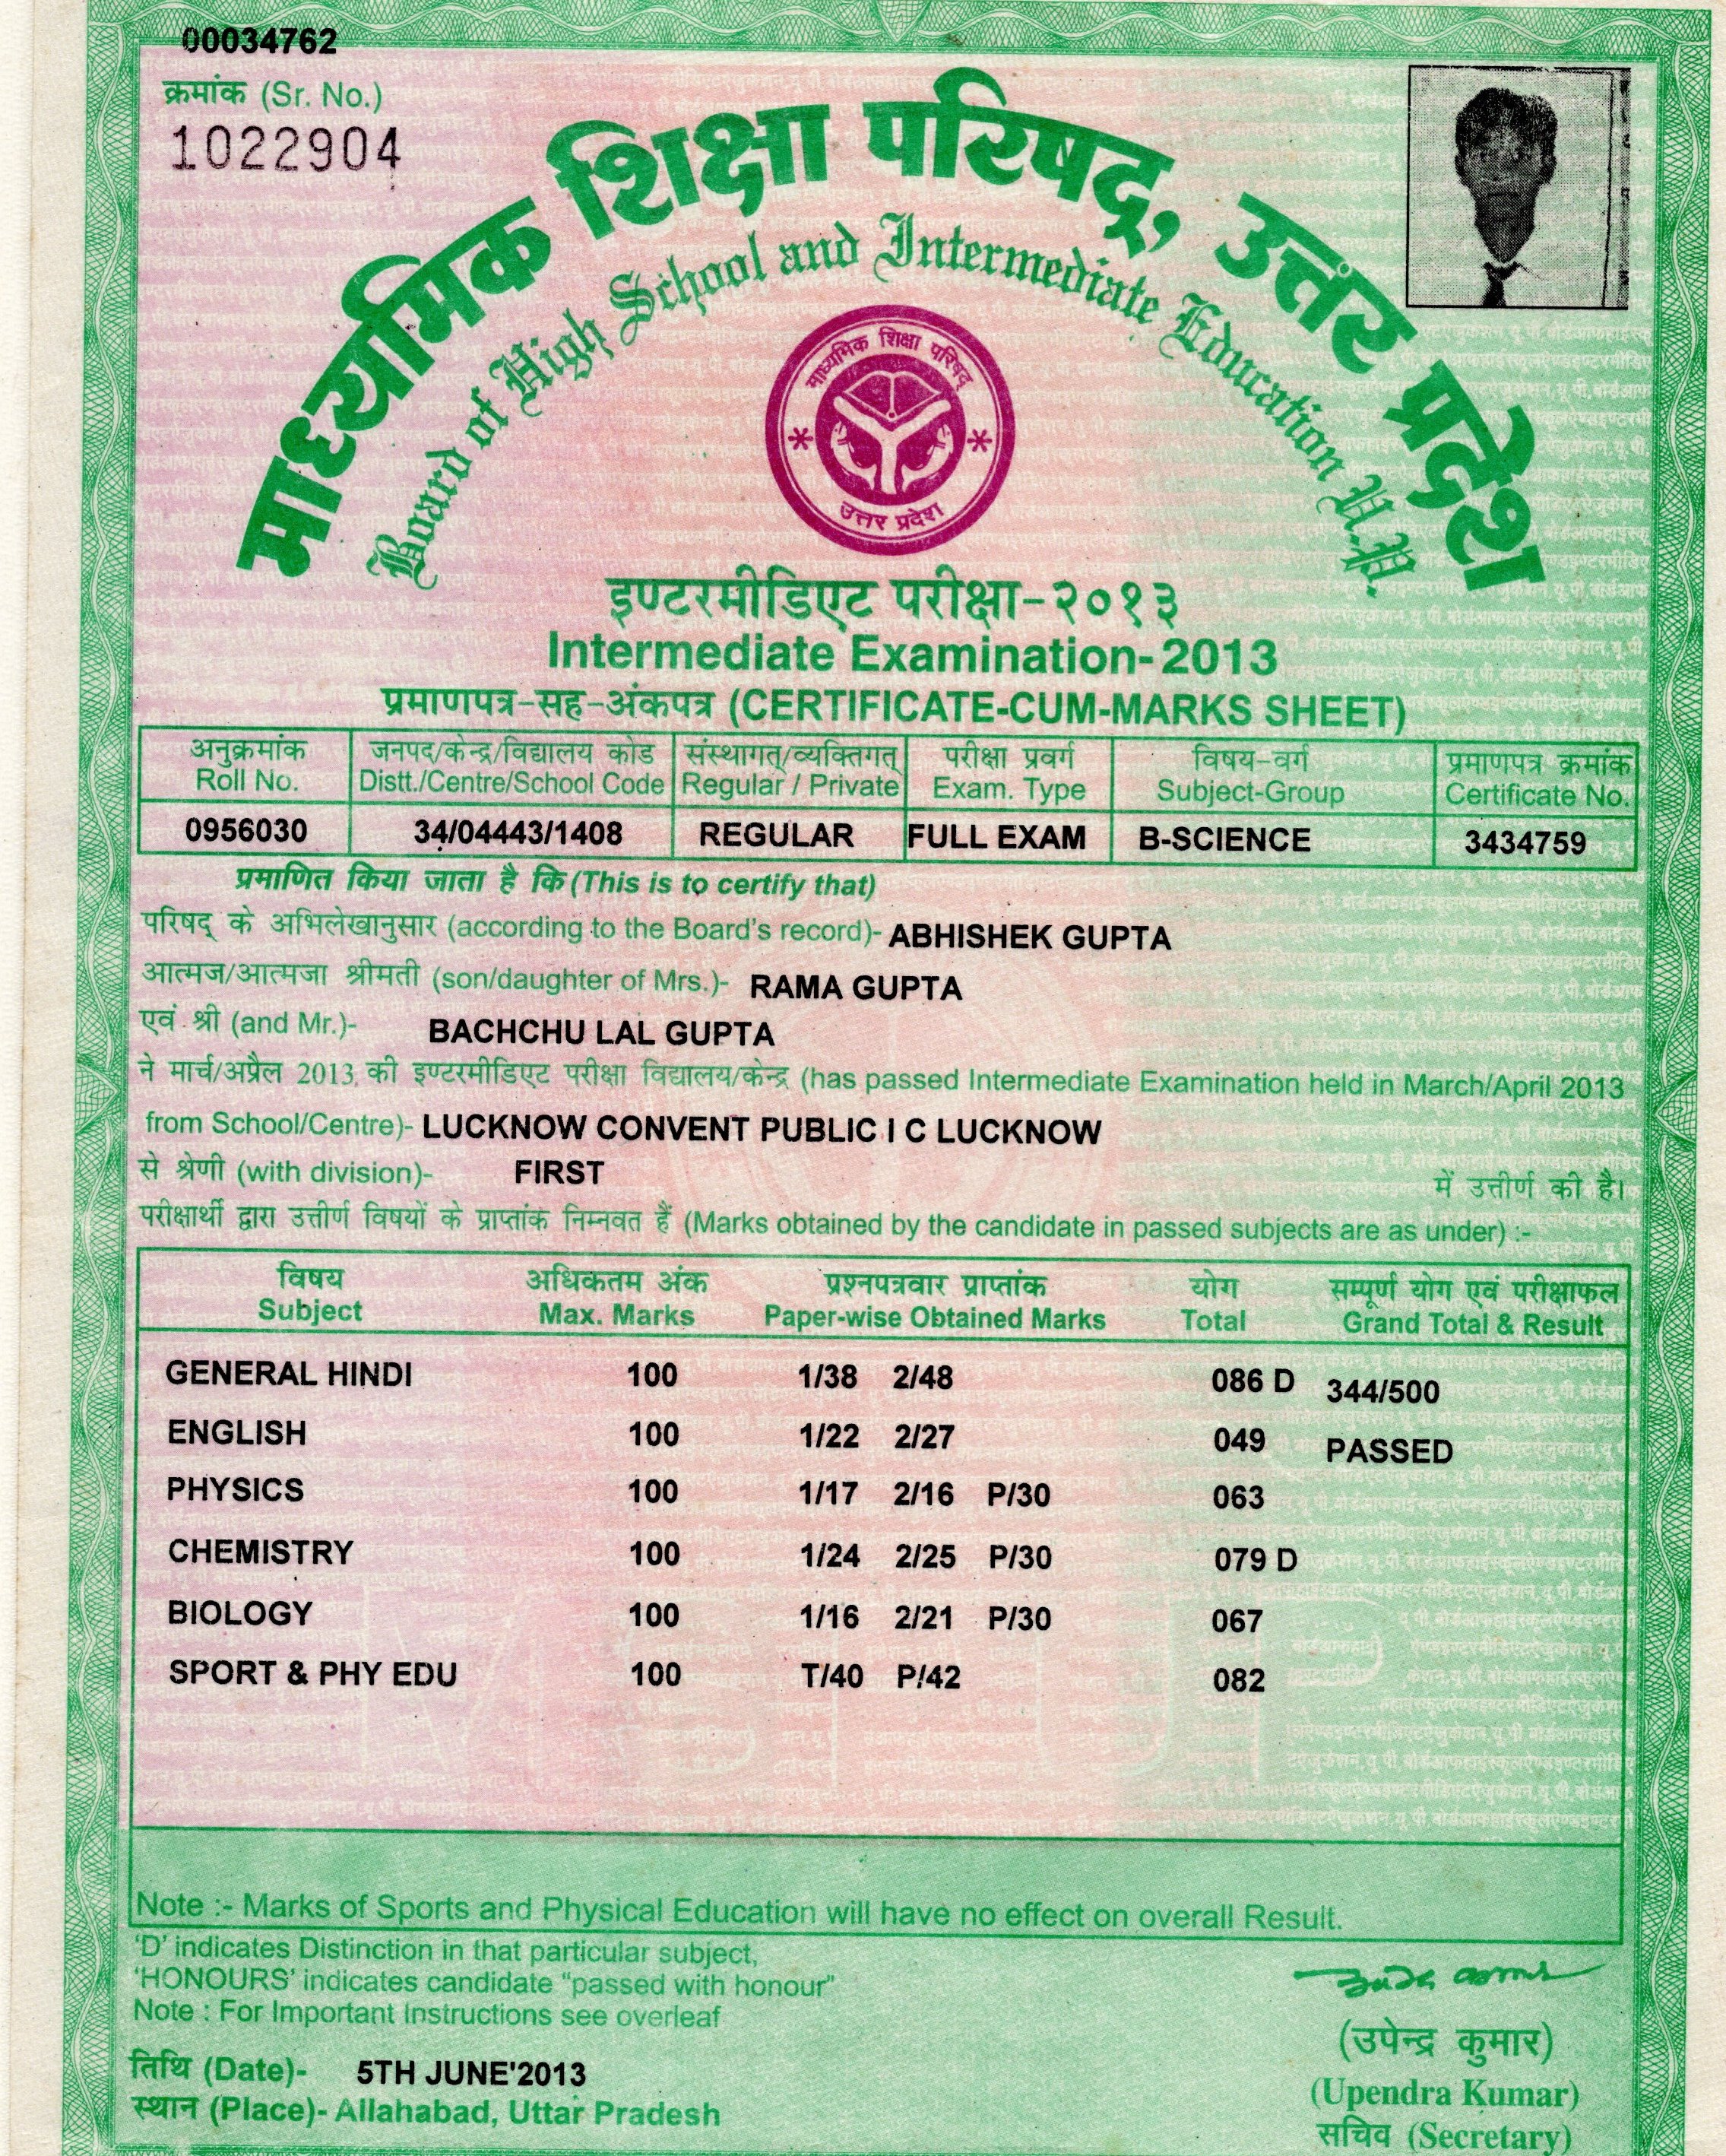 00034762
क्रमांक (Sr. No.)
1022904
माध्यमिक शिक्षा परिषद्, उत्तर प्रदेश
Board of High School and Intermediate Education U.P.
माध्यमिक शिक्षा परिषद्
उत्तर प्रदेश
इण्टरमीडिएट परीक्षा-२०१३
Intermediate Examination-2013
प्रमाणपत्र-सह-अंकपत्र (CERTIFICATE-CUM-MARKS SHEET)
अनुक्रमांक जनपद/केन्द्र/विद्यालय कोड संस्थागत/व्यक्तिगत् परीक्षा प्रवर्ग विषय-वर्ग प्रमाणपत्र क्रमांक
Roll No. Distt./Centre/School Code Regular / Private Exam. Type Subject-Group Certificate No.
0956030 34/04443/1408 REGULAR FULL EXAM B-SCIENCE 3434759
प्रमाणित किया जाता है कि (This is to certify that)
परिषद् के अभिलेखानुसार (according to the Board's record)- ABHISHEK GUPTA
आत्मज/आत्मजा श्रीमती (son/daughter of Mrs.)- RAMA GUPTA
एवं श्री (and Mr.)- BACHCHU LAL GUPTA
ने मार्च/अप्रैल 2013 की इण्टरमीडिएट परीक्षा विद्यालय/केन्द्र (has passed Intermediate Examination held in March/April 2013
from School/Centre)- LUCKNOW CONVENT PUBLIC I C LUCKNOW
से श्रेणी (with division)- FIRST में उत्तीर्ण की है।
परीक्षार्थी द्वारा उत्तीर्ण विषयों के प्राप्तांक निम्नवत हैं (Marks obtained by the candidate in passed subjects are as under) :-
विषय अधिकतम अंक प्रश्नपत्रवार प्राप्तांक योग सम्पूर्ण योग एवं परीक्षाफल
Subject Max. Marks Paper-wise Obtained Marks Total Grand Total & Result
GENERAL HINDI 100 1/38 2/48 086 D 344/500
ENGLISH 100 1/22 2/27 049 PASSED
PHYSICS 100 1/17 2/16 P/30 063
CHEMISTRY 100 1/24 2/25 P/30 079 D
BIOLOGY 100 1/16 2/21 P/30 067
SPORT & PHY EDU 100 T/40 P/42 082
Note :- Marks of Sports and Physical Education will have no effect on overall Result.
'D' indicates Distinction in that particular subject,
'HONOURS' indicates candidate "passed with honour"
Note : For Important Instructions see overleaf
तिथि (Date)- 5TH JUNE'2013
स्थान (Place)- Allahabad, Uttar Pradesh
(उपेन्द्र कुमार)
(Upendra Kumar)
सचिव (Secretary)